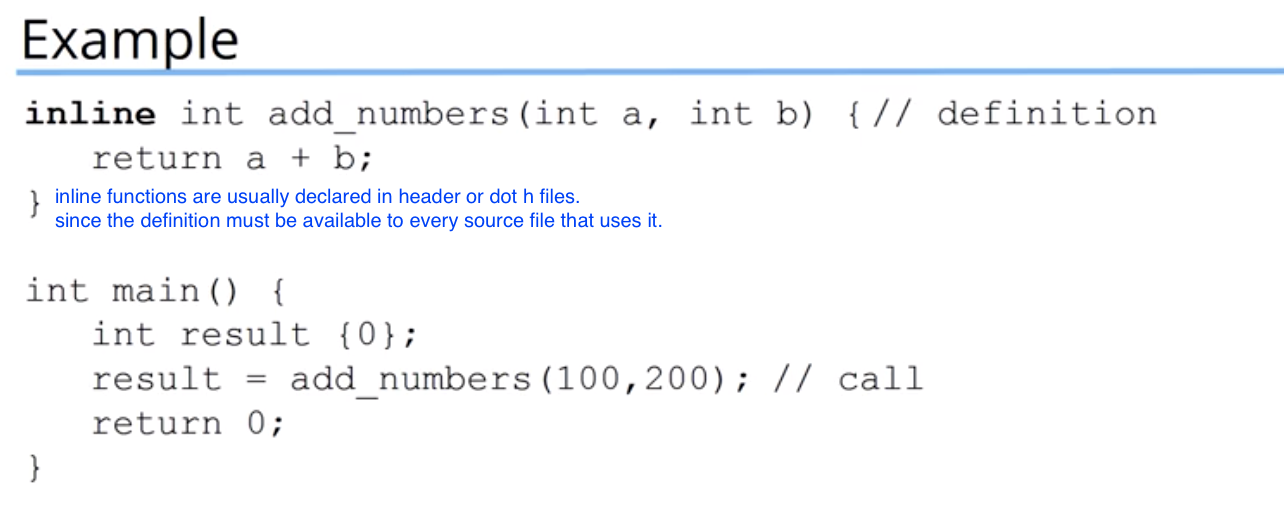 Example
inline int add_numbers(int a, int b) {// definition
return a + b;
} inline functions are usually declared in header or dot h files.
since the definition must be available to every source file that uses it.
int main() {
int result {0};
result = add_numbers(100,200); // call
return 0;
}